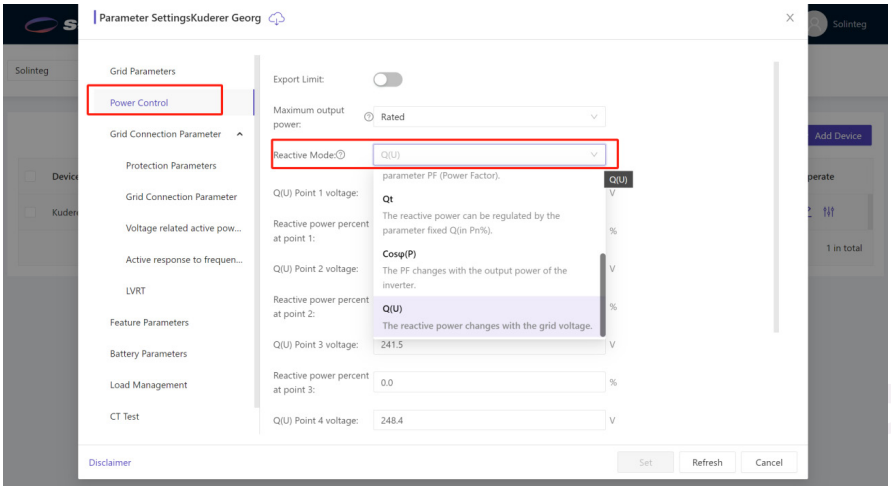 Parameter SettingsKuderer Georg
Solinteg
Solinteg
Grid Parameters
Power Control
Grid Connection Parameter
Protection Parameters
Grid Connection Parameter
Voltage related active pow...
Active response to frequen...
LVRT
Feature Parameters
Battery Parameters
Load Management
CT Test
Export Limit:
Maximum output
power:
Rated
Reactive Mode:
Q(U)
parameter PF (Power Factor).
Q(U)
Qt
The reactive power can be regulated by the
parameter fixed Q(in Pn%).
Cosφ(P)
The PF changes with the output power of the
inverter.
Q(U)
The reactive power changes with the grid voltage.
Q(U) Point 1 voltage:
V
Reactive power percent
at point 1:
%
Q(U) Point 2 voltage:
V
Reactive power percent
at point 2:
%
Q(U) Point 3 voltage:
241.5
V
Reactive power percent
at point 3:
0.0
%
Q(U) Point 4 voltage:
248.4
V
Add Device
1 in total
Disclaimer
Set
Refresh
Cancel